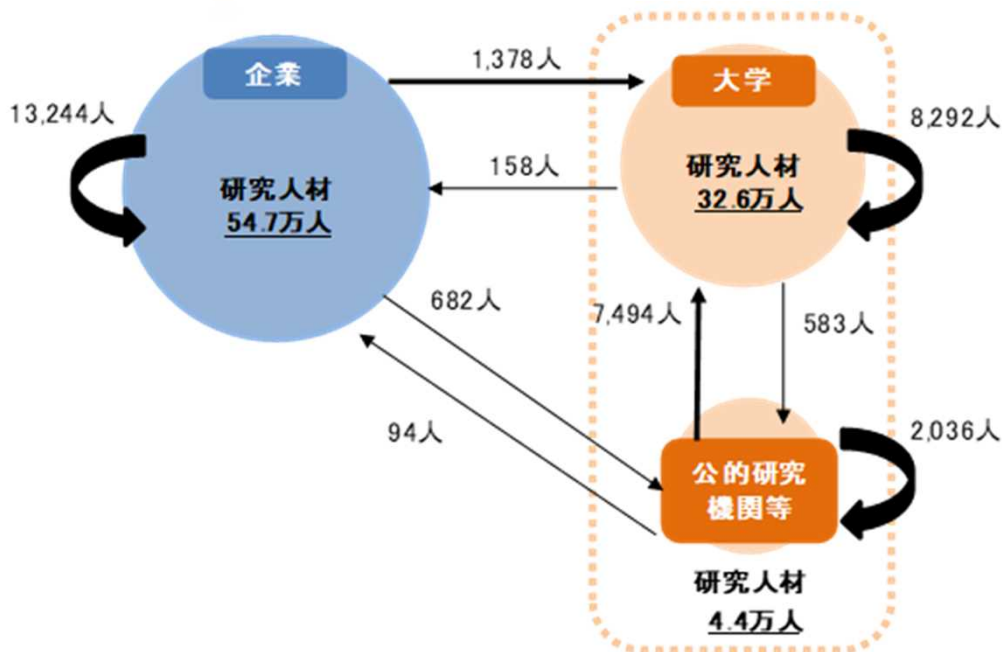 企業
1,378人
大学
13,244人
8,292人
研究人材
54.7万人
158人
研究人材
32.6万人
682人
7,494人
583人
94人
2,036人
公的研究
機関等
研究人材
4.4万人